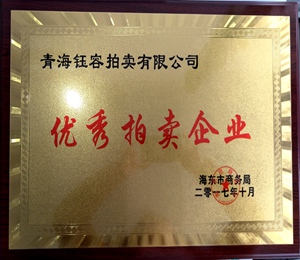 青海钰容拍卖有限公司
优秀拍卖企业
海东市商务局
二零一七年十月